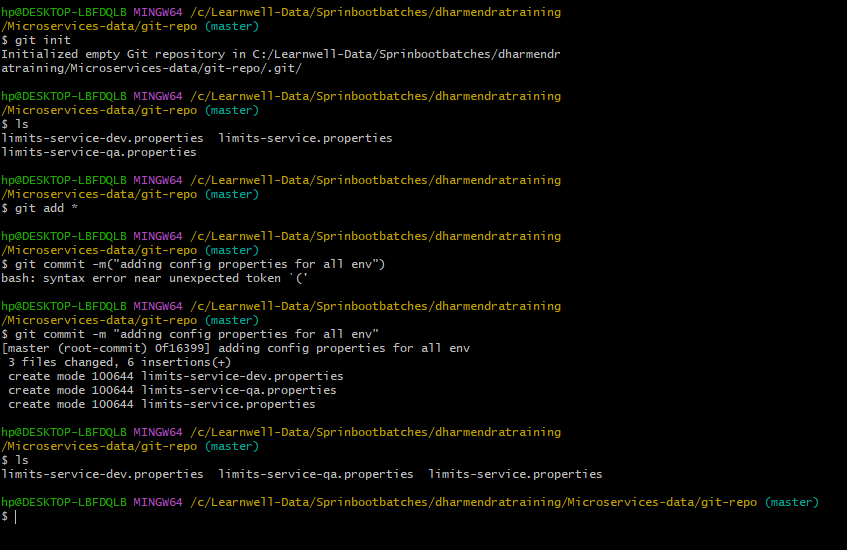 hp@DESKTOP-LBFDQLB MINGW64 /c/Learnwell-Data/Sprinbootbatches/dharmendratraining
/Microservices-data/git-repo (master)
$ git init
Initialized empty Git repository in C:/Learnwell-Data/Sprinbootbatches/dharmendr
atraining/Microservices-data/git-repo/.git/
hp@DESKTOP-LBFDQLB MINGW64 /c/Learnwell-Data/Sprinbootbatches/dharmendratraining
/Microservices-data/git-repo (master)
$ ls
limits-service-dev.properties  limits-service.properties
limits-service-qa.properties
hp@DESKTOP-LBFDQLB MINGW64 /c/Learnwell-Data/Sprinbootbatches/dharmendratraining
/Microservices-data/git-repo (master)
$ git add *
hp@DESKTOP-LBFDQLB MINGW64 /c/Learnwell-Data/Sprinbootbatches/dharmendratraining
/Microservices-data/git-repo (master)
$ git commit -m("adding config properties for all env")
bash: syntax error near unexpected token `('
hp@DESKTOP-LBFDQLB MINGW64 /c/Learnwell-Data/Sprinbootbatches/dharmendratraining
/Microservices-data/git-repo (master)
$ git commit -m "adding config properties for all env"
[master (root-commit) 0f16399] adding config properties for all env
 3 files changed, 6 insertions(+)
 create mode 100644 limits-service-dev.properties
 create mode 100644 limits-service-qa.properties
 create mode 100644 limits-service.properties
hp@DESKTOP-LBFDQLB MINGW64 /c/Learnwell-Data/Sprinbootbatches/dharmendratraining
/Microservices-data/git-repo (master)
$ ls
limits-service-dev.properties  limits-service-qa.properties  limits-service.properties
hp@DESKTOP-LBFDQLB MINGW64 /c/Learnwell-Data/Sprinbootbatches/dharmendratraining/Microservices-data/git-repo (master)
$